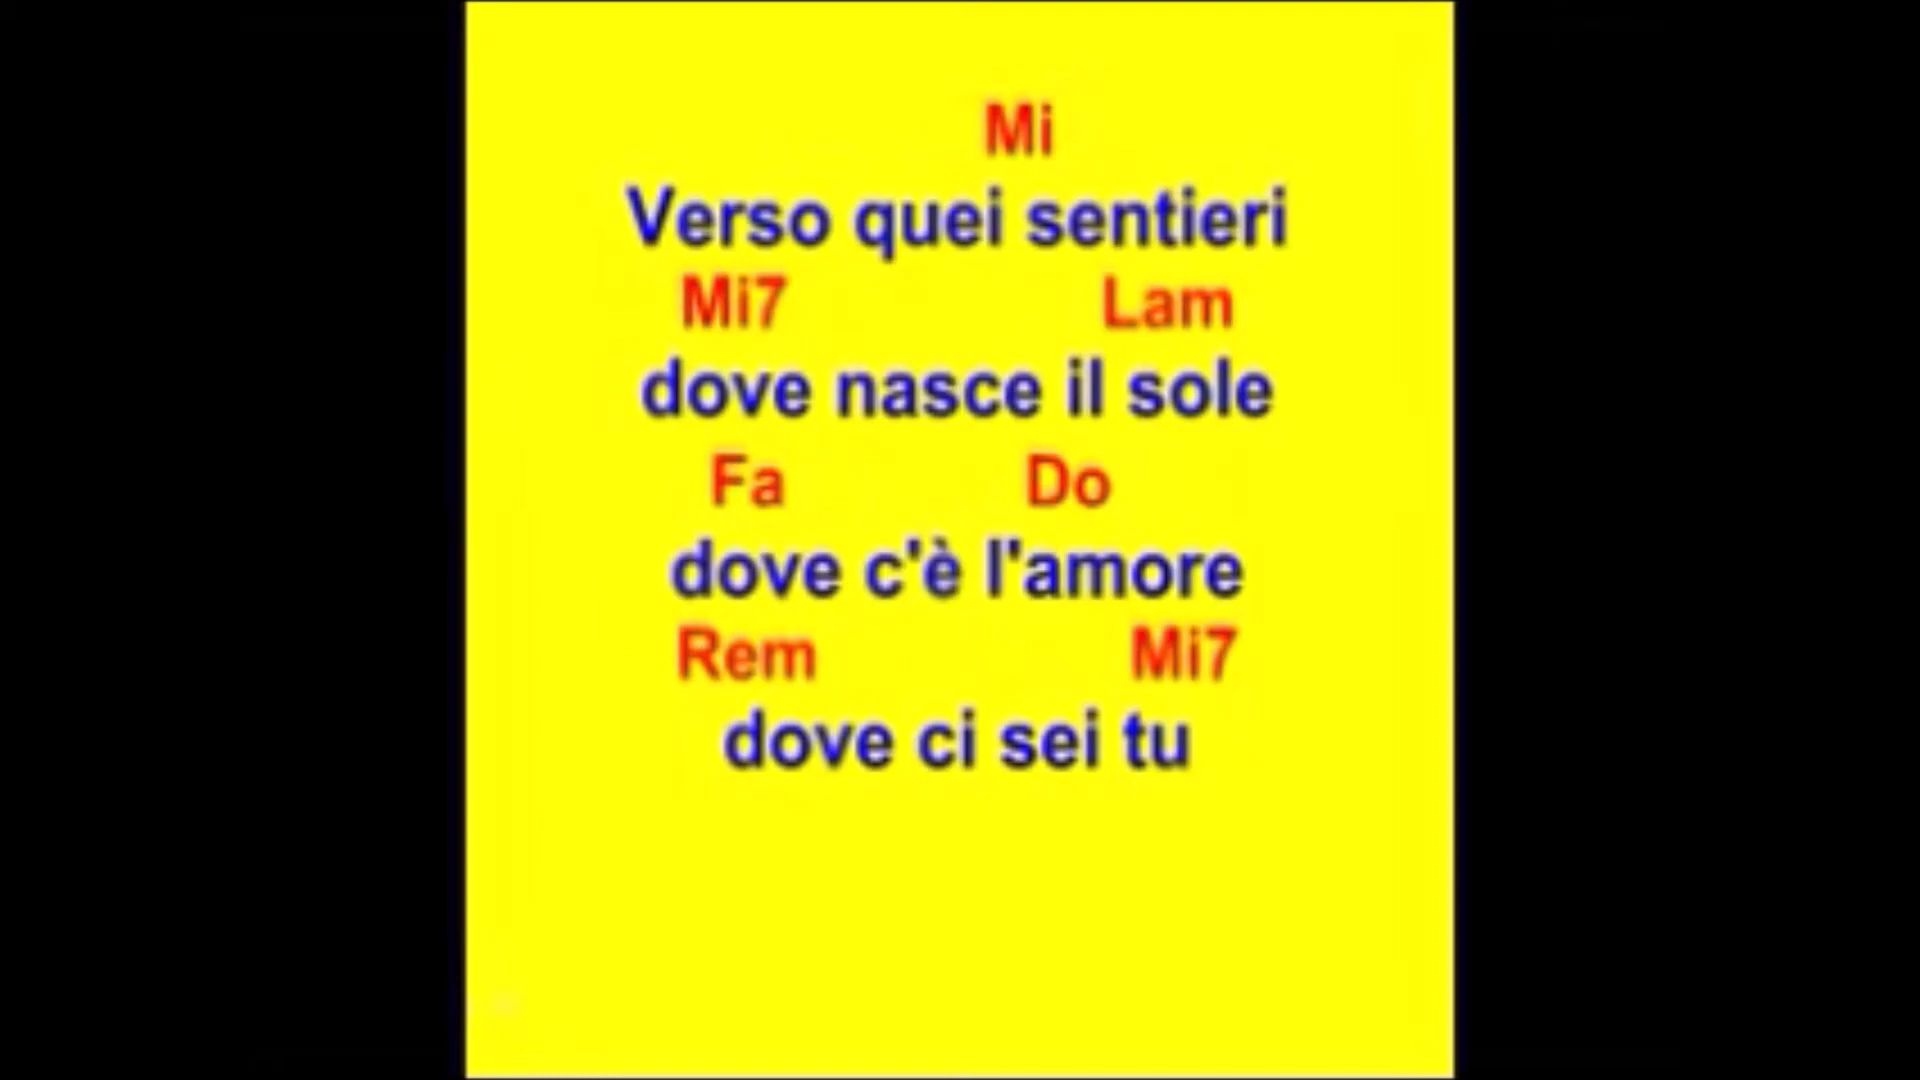 Mi
Verso quei sentieri
Mi7 Lam
dove nasce il sole
Fa Do
dove c'è l'amore
Rem Mi7
dove ci sei tu